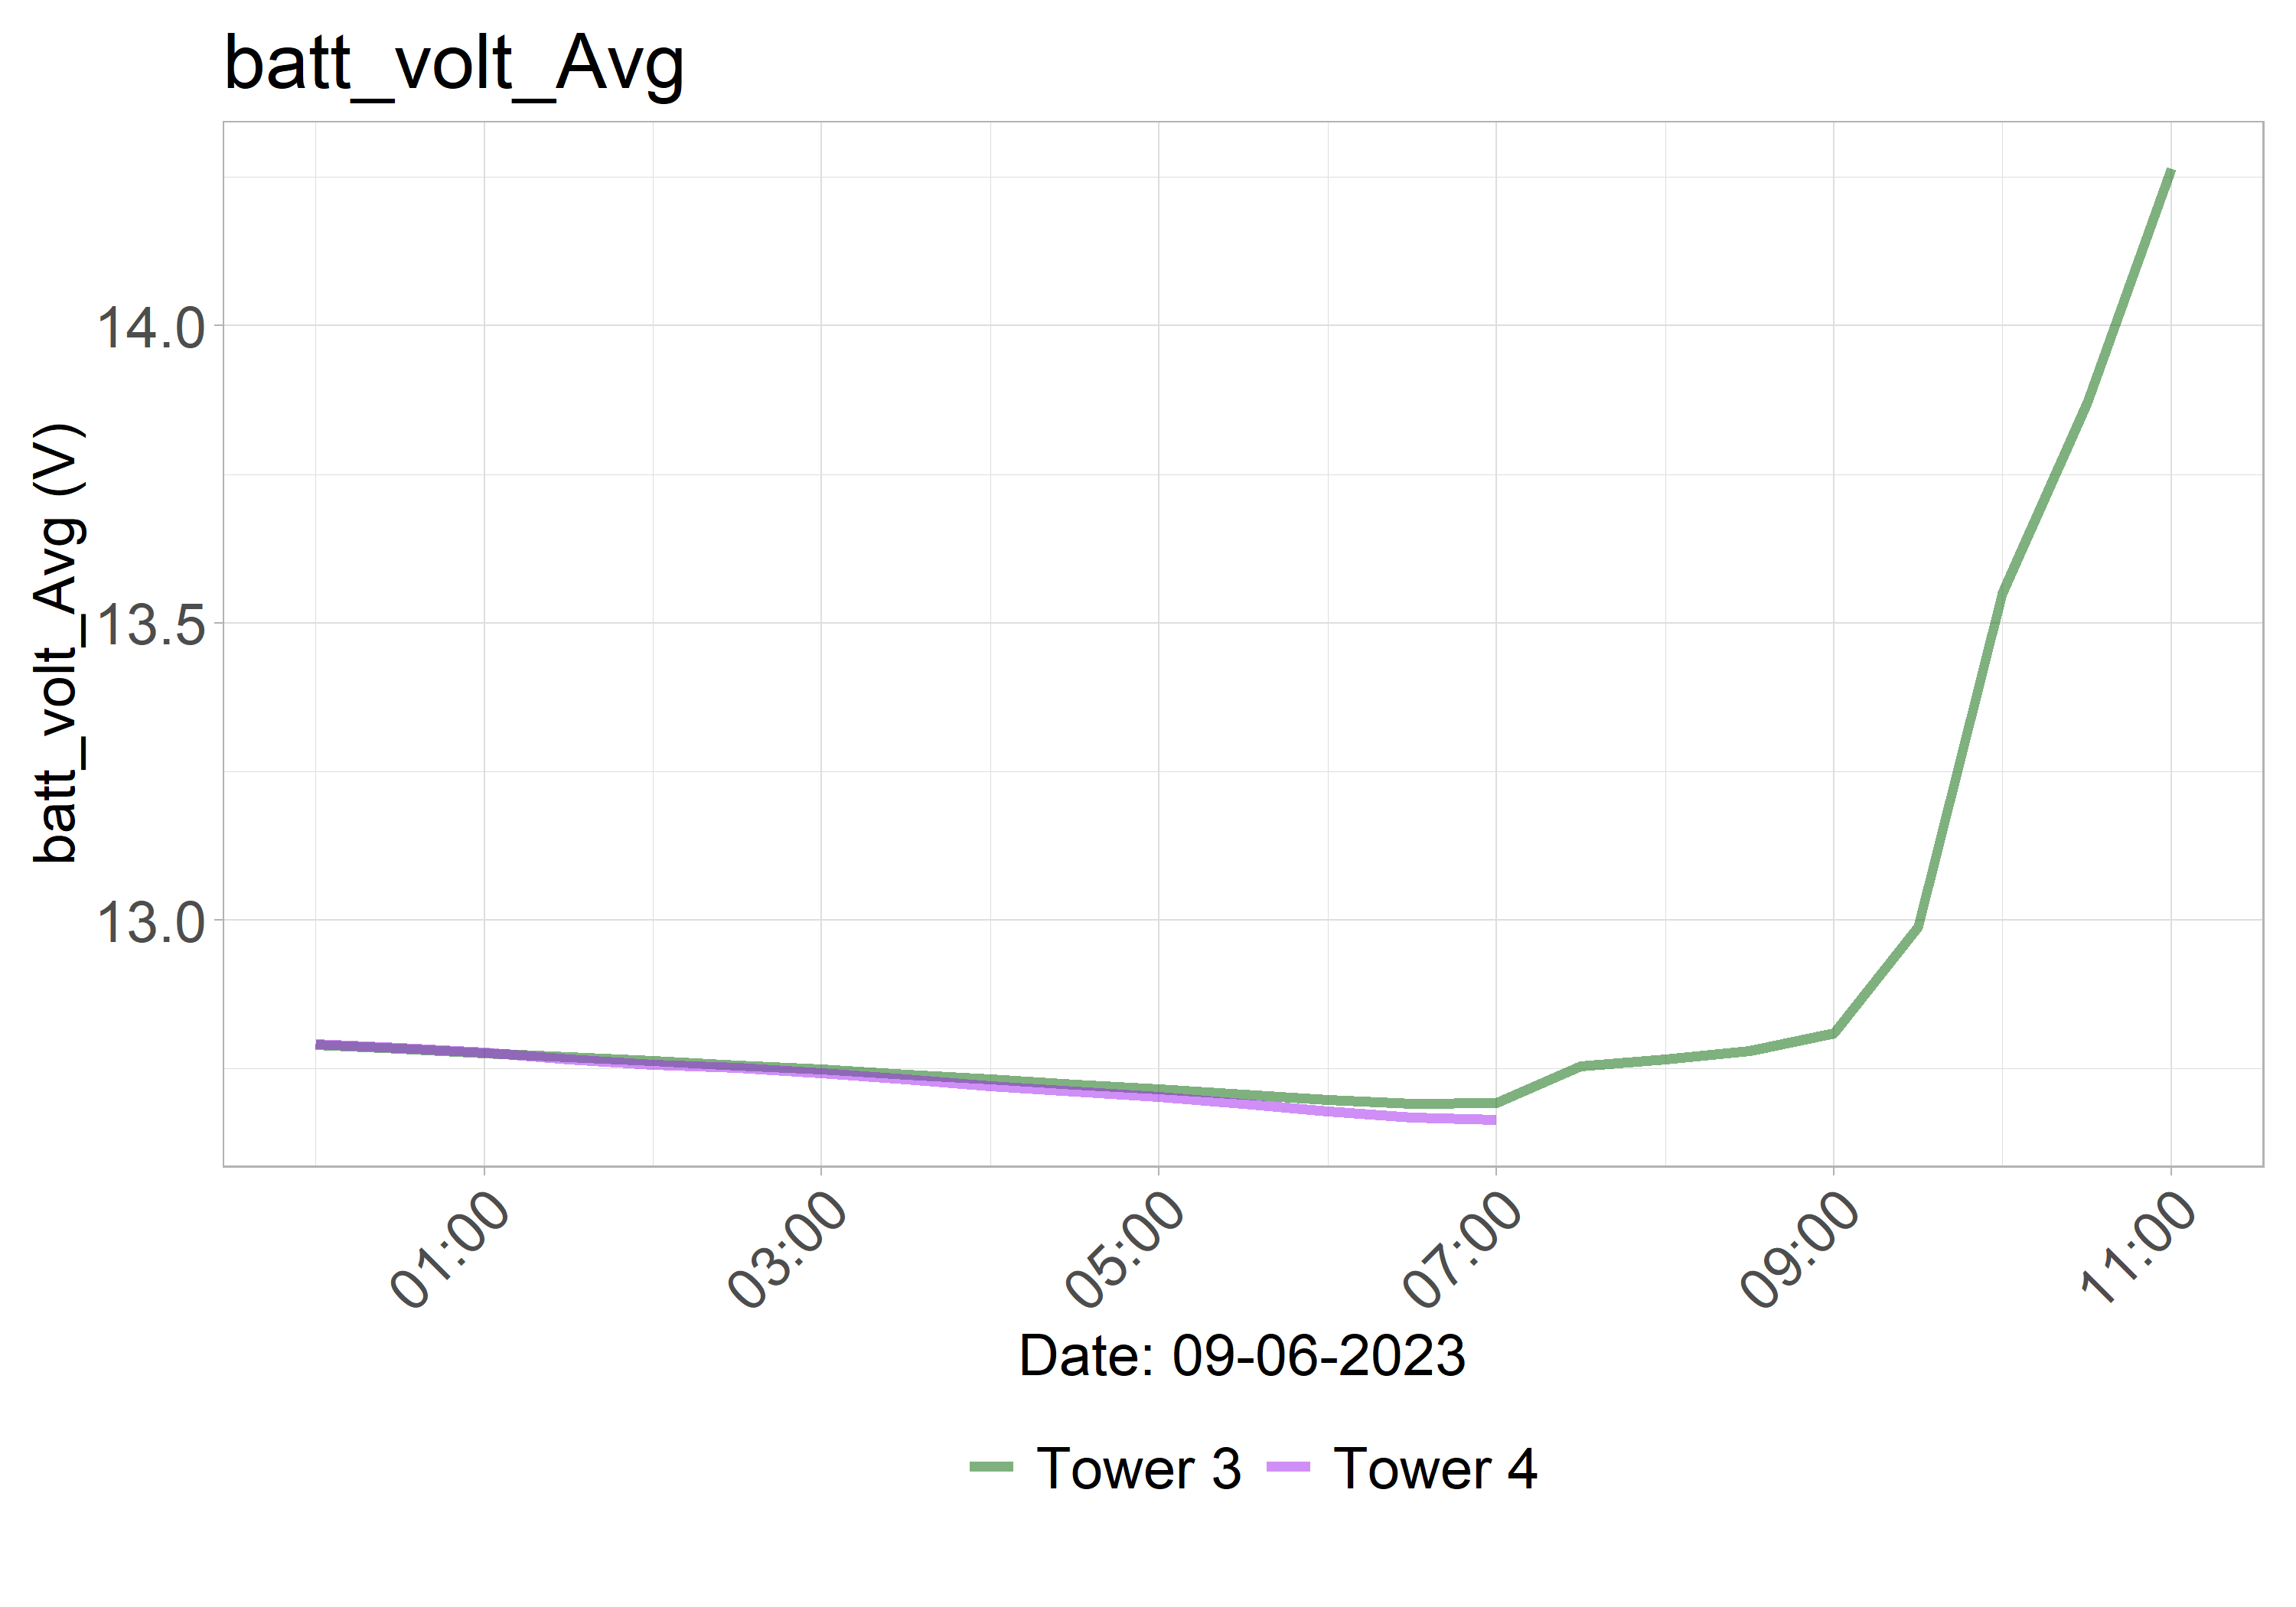 batt_volt_Avg
batt_volt_Avg (V)
14.0
13.5
13.0
01:00
03:00
05:00
07:00
09:00
11:00
Date: 09-06-2023
Tower 3
Tower 4